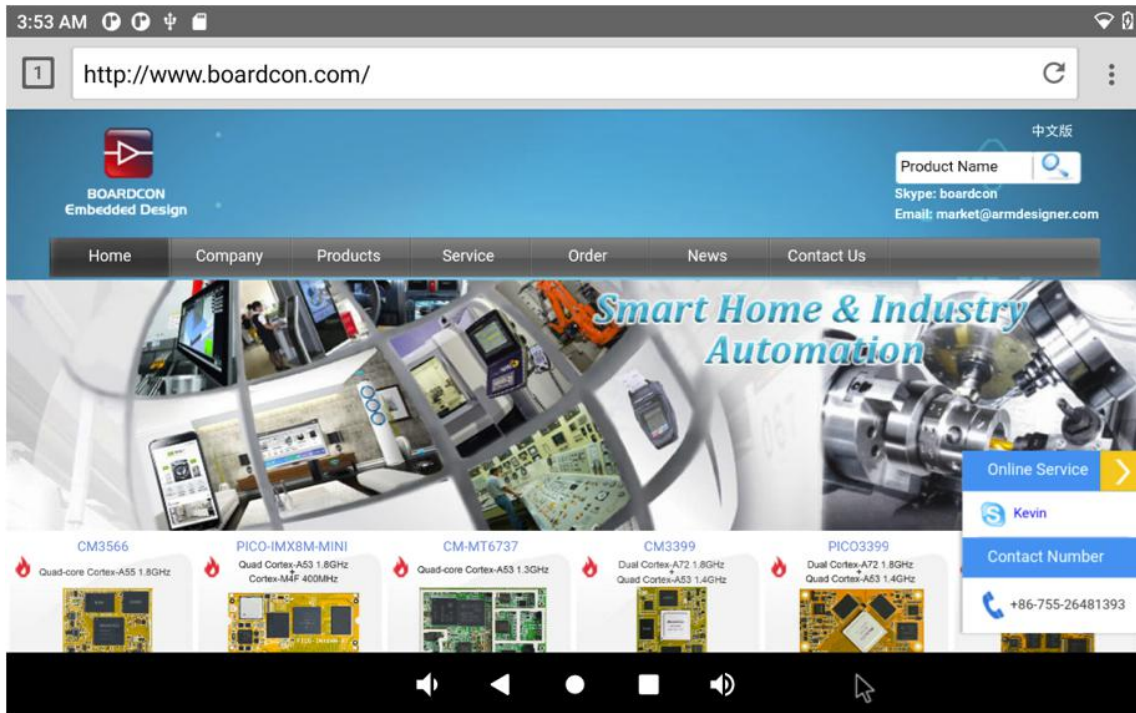 3:53 AM
1
http://www.boardcon.com/
中文版
Product Name
BOARDCON
Embedded Design
Skype: boardcon
Email: market@armdesigner.com
Home Company Products Service Order News Contact Us
Smart Home & Industry
Automation
Online Service
Kevin
Contact Number
+86-755-26481393
CM3566
Quad-core Cortex-A55 1.8GHz
PICO-IMX8M-MINI
Quad Cortex-A53 1.8GHz
+
Cortex-M4F 400MHz
CM-MT6737
Quad-core Cortex-A53 1.3GHz
CM3399
Dual Cortex-A72 1.8GHz
+
Quad Cortex-A53 1.4GHz
PICO3399
Dual Cortex-A72 1.8GHz
+
Quad Cortex-A53 1.4GHz